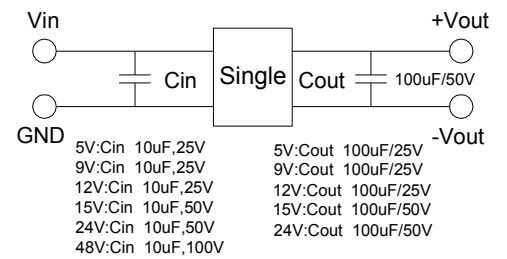 Vin
+Vout
Cin
Single
Cout
100uF/50V
GND
-Vout
5V:Cin 10uF,25V
9V:Cin 10uF,25V
12V:Cin 10uF,25V
15V:Cin 10uF,50V
24V:Cin 10uF,50V
48V:Cin 10uF,100V
5V:Cout 100uF/25V
9V:Cout 100uF/25V
12V:Cout 100uF/25V
15V:Cout 100uF/50V
24V:Cout 100uF/50V